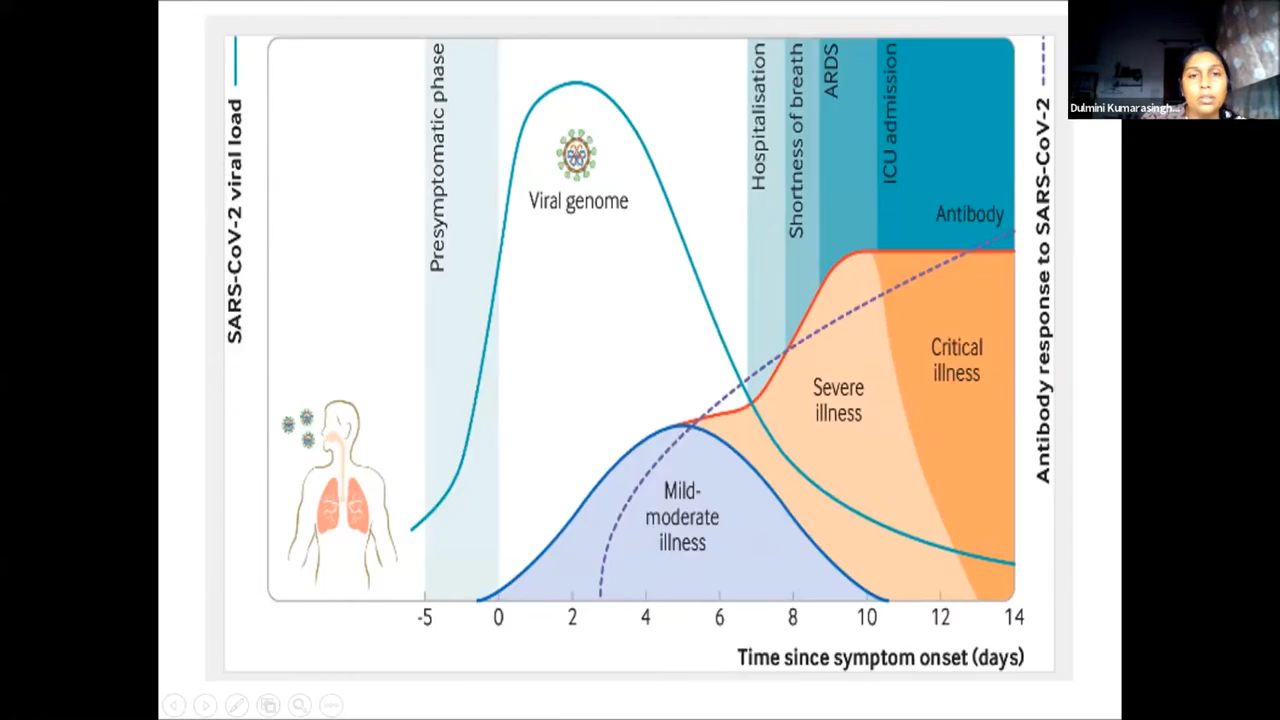 SARS-CoV-2 viral load
Presymptomatic phase
Viral genome
Hospitalisation
Shortness of breath
ARDS
ICU admission
Antibody
Antibody response to SARS-CoV-2
Mild-
moderate
illness
Severe
illness
Critical
illness
-5 0 2 4 6 8 10 12 14
Time since symptom onset (days)
Dulmini Kumarasingh...